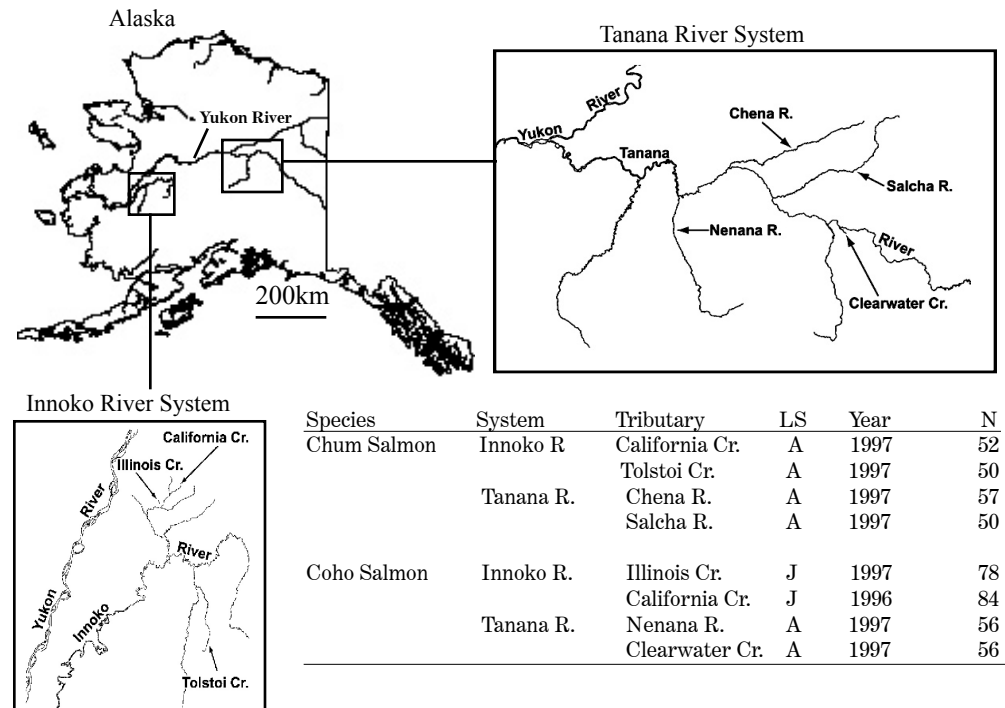 Alaska
Tanana River System
Yukon River
200km
Yukon
River
Tanana
Chena R.
Salcha R.
Nenana R.
River
Clearwater Cr.
Innoko River System
California Cr.
Illinois Cr.
River
River
Yukon
Innoko
Tolstoi Cr.
Species System Tributary LS Year N
Chum Salmon Innoko R California Cr. A 1997 52
Tolstoi Cr. A 1997 50
Tanana R. Chena R. A 1997 57
Salcha R. A 1997 50
Coho Salmon Innoko R. Illinois Cr. J 1997 78
California Cr. J 1996 84
Tanana R. Nenana R. A 1997 56
Clearwater Cr. A 1997 56